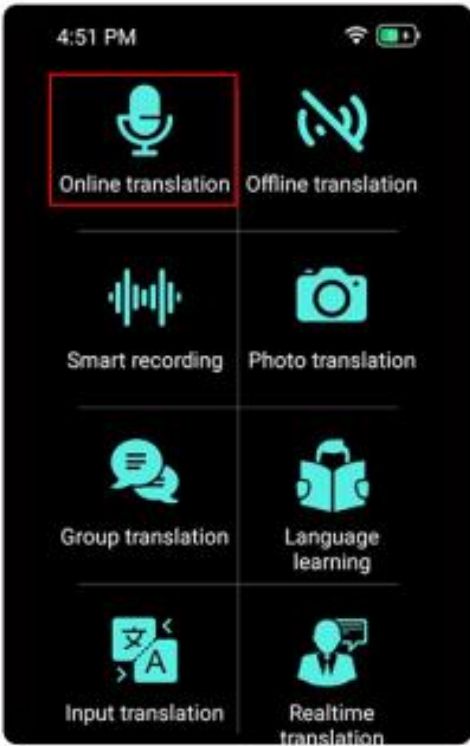 4:51 PM
Online translation
Offline translation
Smart recording
Photo translation
Group translation
Language
learning
文
A
Input translation
Realtime
translation